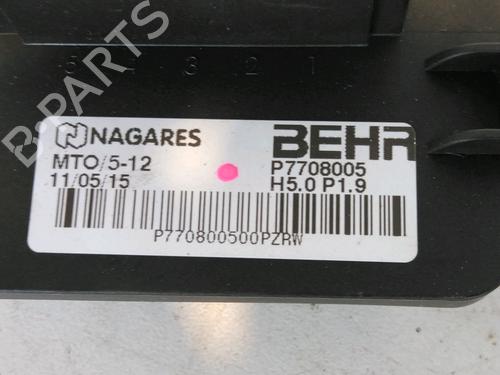 B-PARTS
5 4 3 2 1
NAGARES BEHR
MTO/5-12 P7708005
11/05/15 H5.0 P1.9
P770800500PZRW